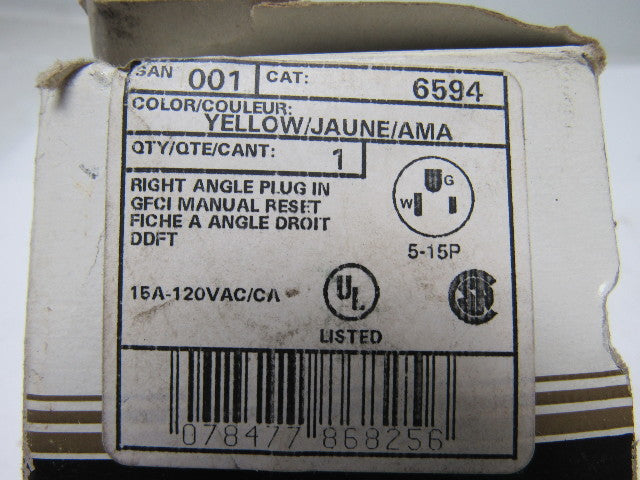 SAN 001 CAT: 6594
COLOR/COULEUR:
YELLOW/JAUNE/AMA
QTY/QTE/CANT: 1
RIGHT ANGLE PLUG IN
GFCI MANUAL RESET
FICHE A ANGLE DROIT
DDFT
W G
5-15P
15A-120VAC/CA
UL
LISTED
SA
078477 868256